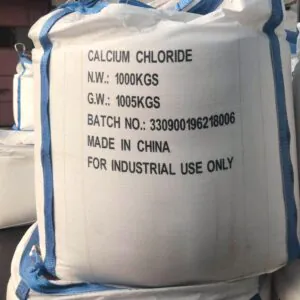 CALCIUM CHLORIDE
N.W.: 1000KGS
G.W.: 1005KGS
BATCH NO.: 330900196218006
MADE IN CHINA
FOR INDUSTRIAL USE ONLY